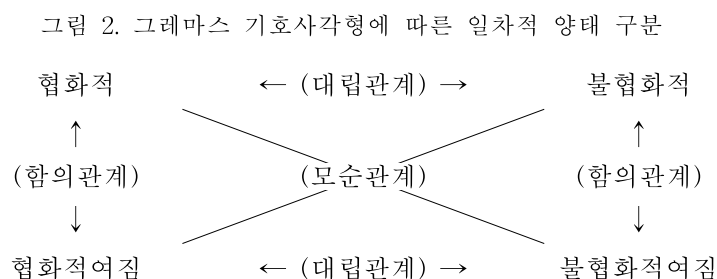 그림 2. 그레마스 기호사각형에 따른 일차적 양태 구분
협화적 ← (대립관계) → 불협화적
↑ ↑
(함의관계) (모순관계) (함의관계)
↓ ↓
협화적여짐 ← (대립관계) → 불협화적여짐